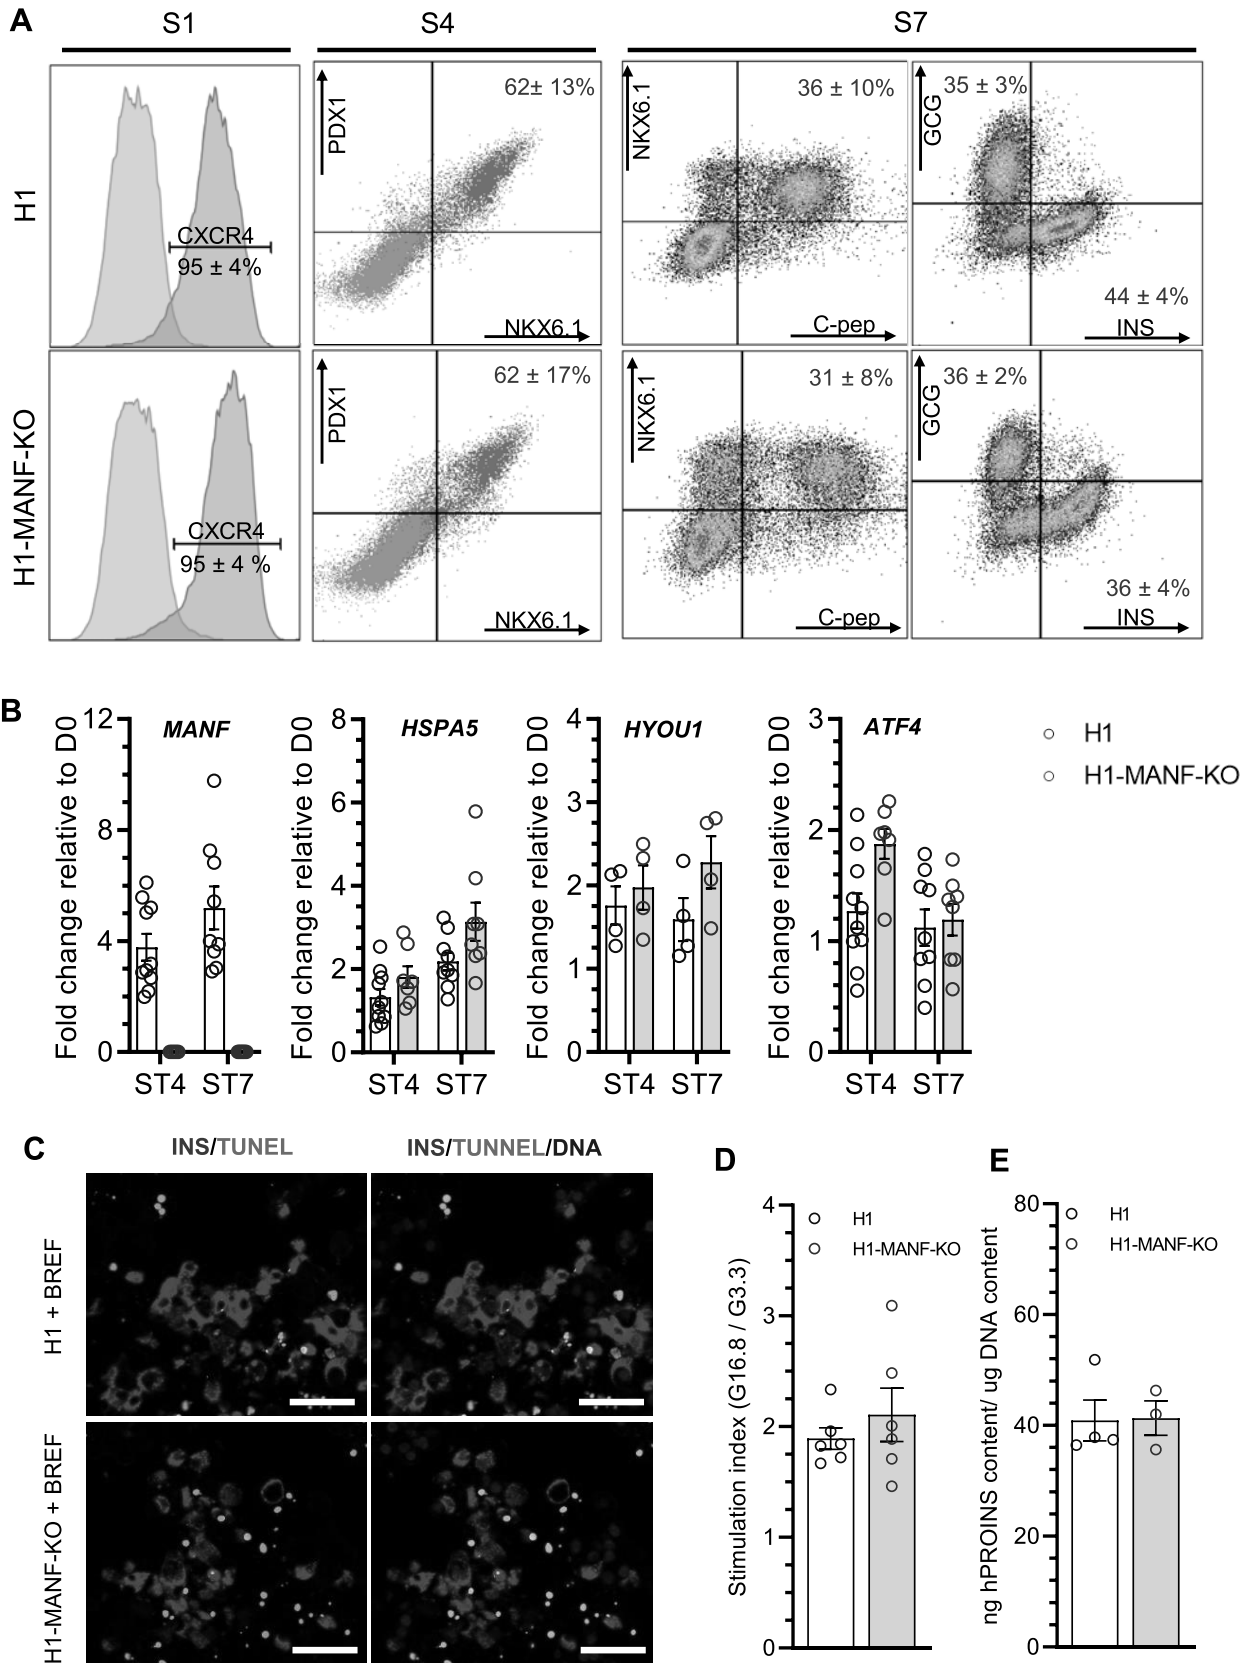 A
S1
S4
S7
H1
CXCR4
95 ± 4%
PDX1
62± 13%
NKX6.1
NKX6.1
36 ± 10%
C-pep
GCG
35 ± 3%
44 ± 4%
INS
H1-MANF-KO
CXCR4
95 ± 4 %
PDX1
62 ± 17%
NKX6.1
NKX6.1
31 ± 8%
C-pep
GCG
36 ± 2%
36 ± 4%
INS
B
Fold change relative to D0
MANF
12
8
4
0
ST4 ST7
Fold change relative to D0
HSPA5
8
6
4
2
0
ST4 ST7
Fold change relative to D0
HYOU1
4
3
2
1
0
ST4 ST7
Fold change relative to D0
ATF4
3
2
1
0
ST4 ST7
H1
H1-MANF-KO
C
INS/TUNEL
INS/TUNNEL/DNA
H1 + BREF
H1-MANF-KO + BREF
D
Stimulation index (G16.8 / G3.3)
4
3
2
1
0
H1
H1-MANF-KO
E
ng hPROINS content/ ug DNA content
80
60
40
20
0
H1
H1-MANF-KO